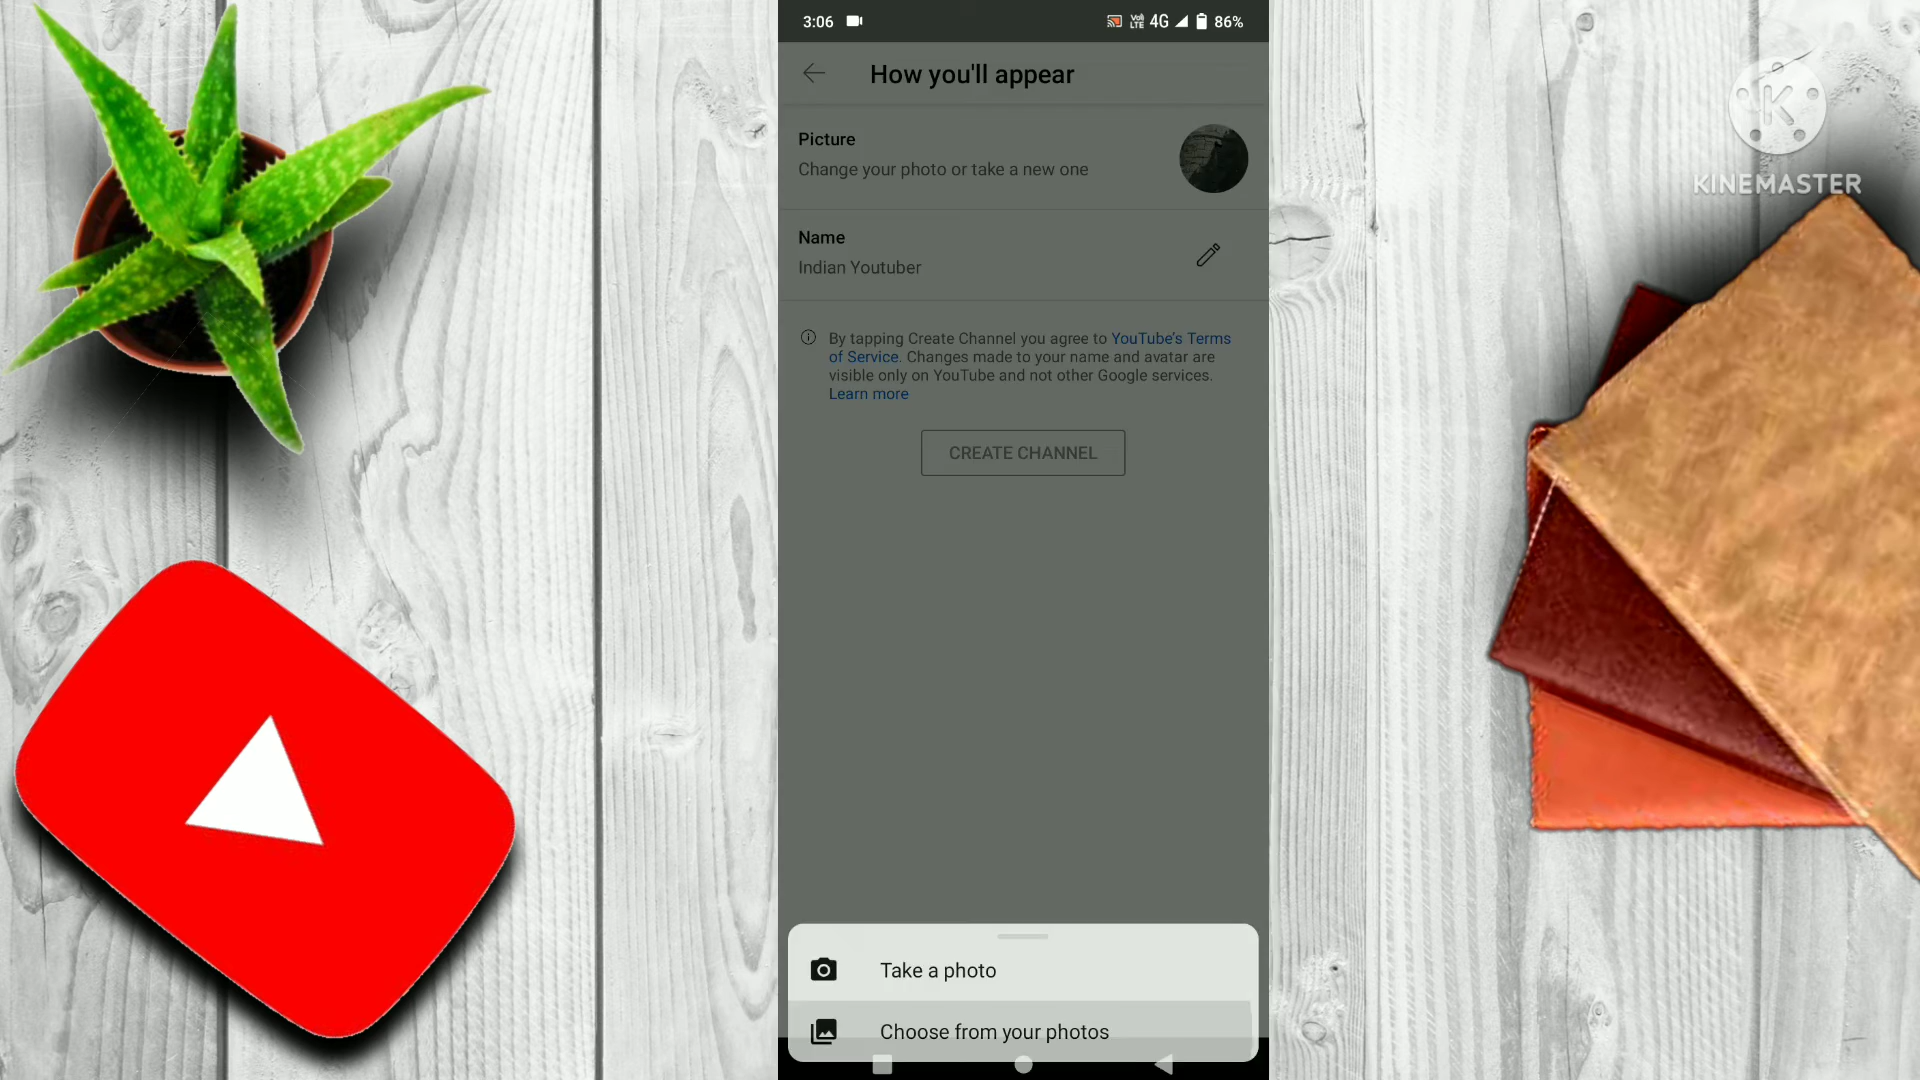 3:06
Vol) LTE 4G 86%
How you'll appear
Picture
Change your photo or take a new one
Name
Indian Youtuber
By tapping Create Channel you agree to YouTube's Terms
of Service. Changes made to your name and avatar are
visible only on YouTube and not other Google services.
Learn more
CREATE CHANNEL
Take a photo
Choose from your photos
K
KINEMASTER